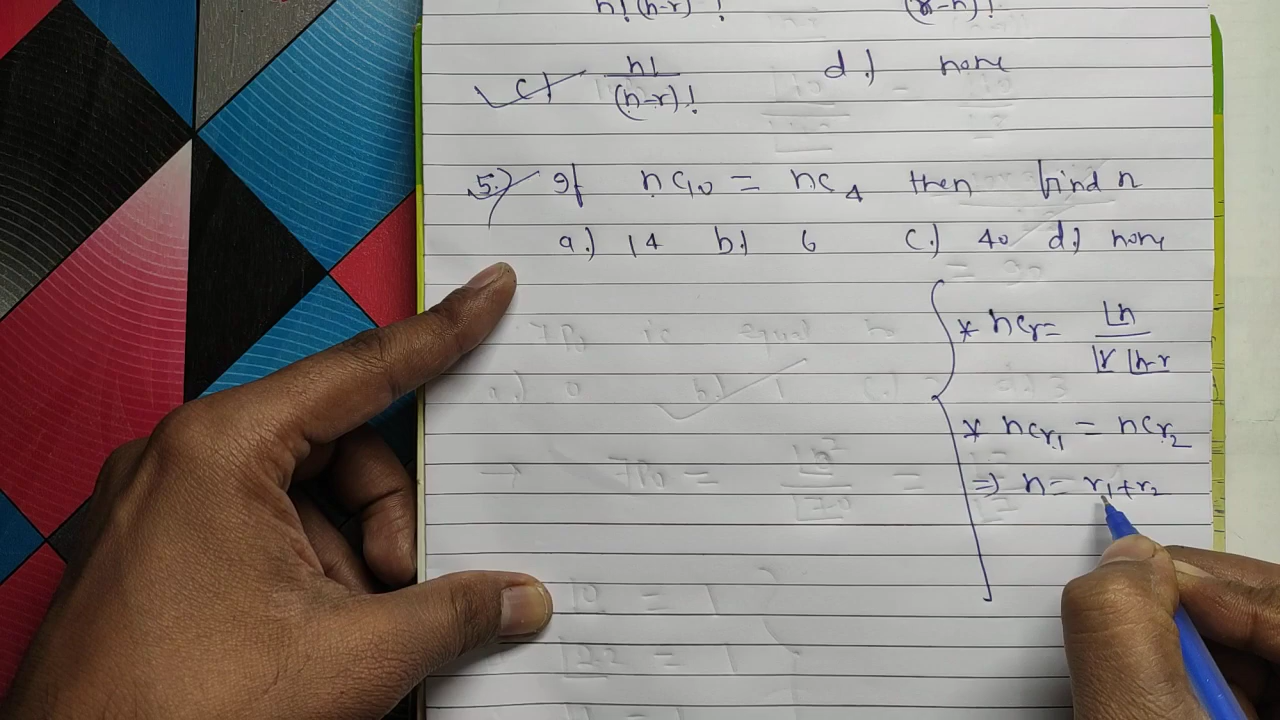 n!(n-r)! (r-n)!
c) n!/(n-r)! d.) none
5.) If nc10 = nc4 then find n
a.) 14 b.) 6 c.) 40 d.) none
* ncr = ⌊n / ⌊r ⌊n-r
* ncr1 = ncr2
=> n = r1+r2